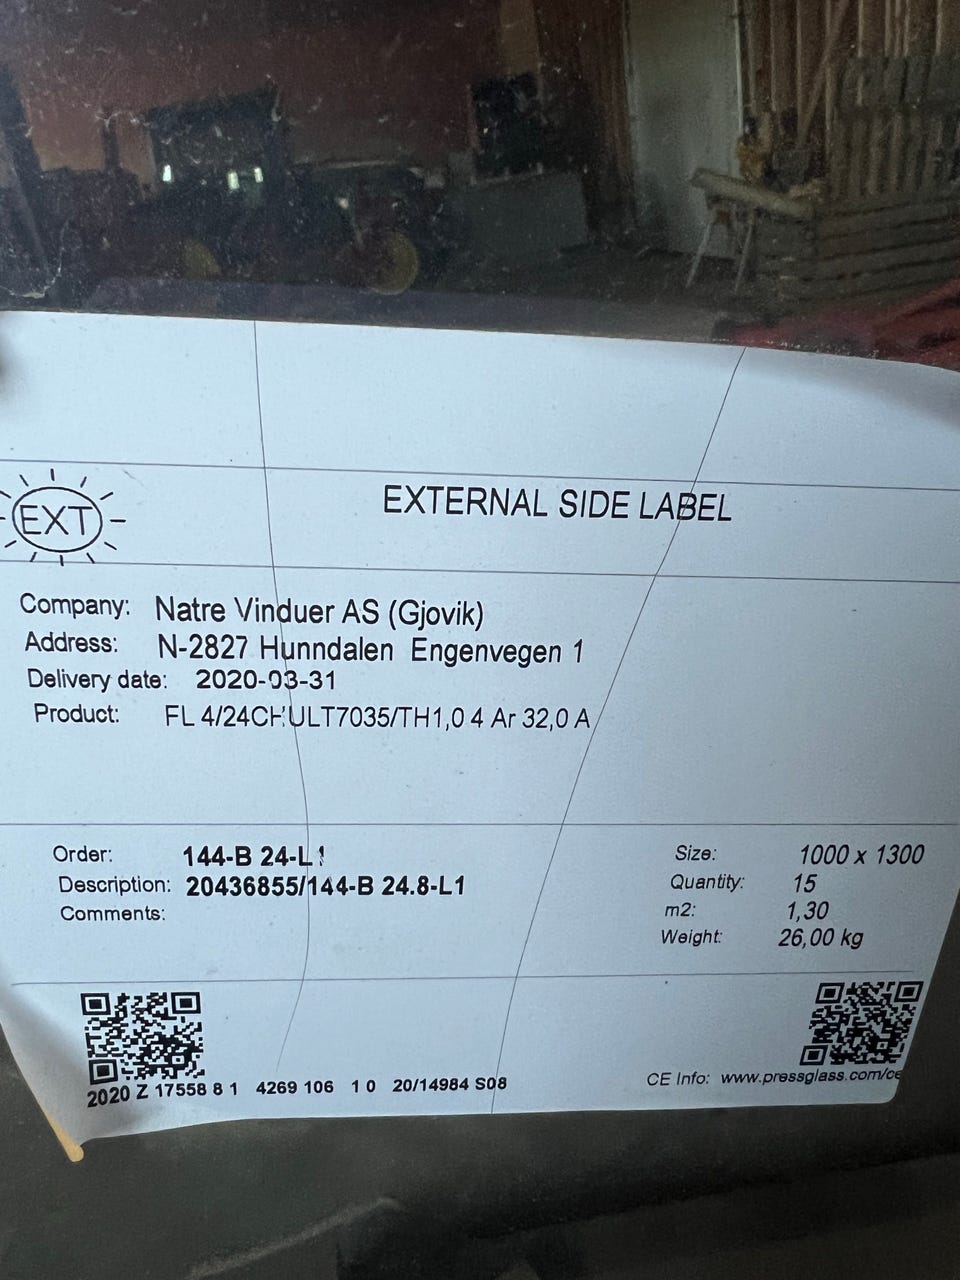 EXT
EXTERNAL SIDE LABEL
Company: Natre Vinduer AS (Gjovik)
Address: N-2827 Hunndalen Engenvegen 1
Delivery date: 2020-03-31
Product: FL 4/24CHULT7035/TH1,0 4 Ar 32,0 A
Order: 144-B 24-L1
Description: 20436855/144-B 24.8-L1
Comments:
Size: 1000 x 1300
Quantity: 15
m2: 1,30
Weight: 26,00 kg
2020 Z 17558 8 1 4269 106 1 0 20/14984 S08
CE Info: www.pressglass.com/ce